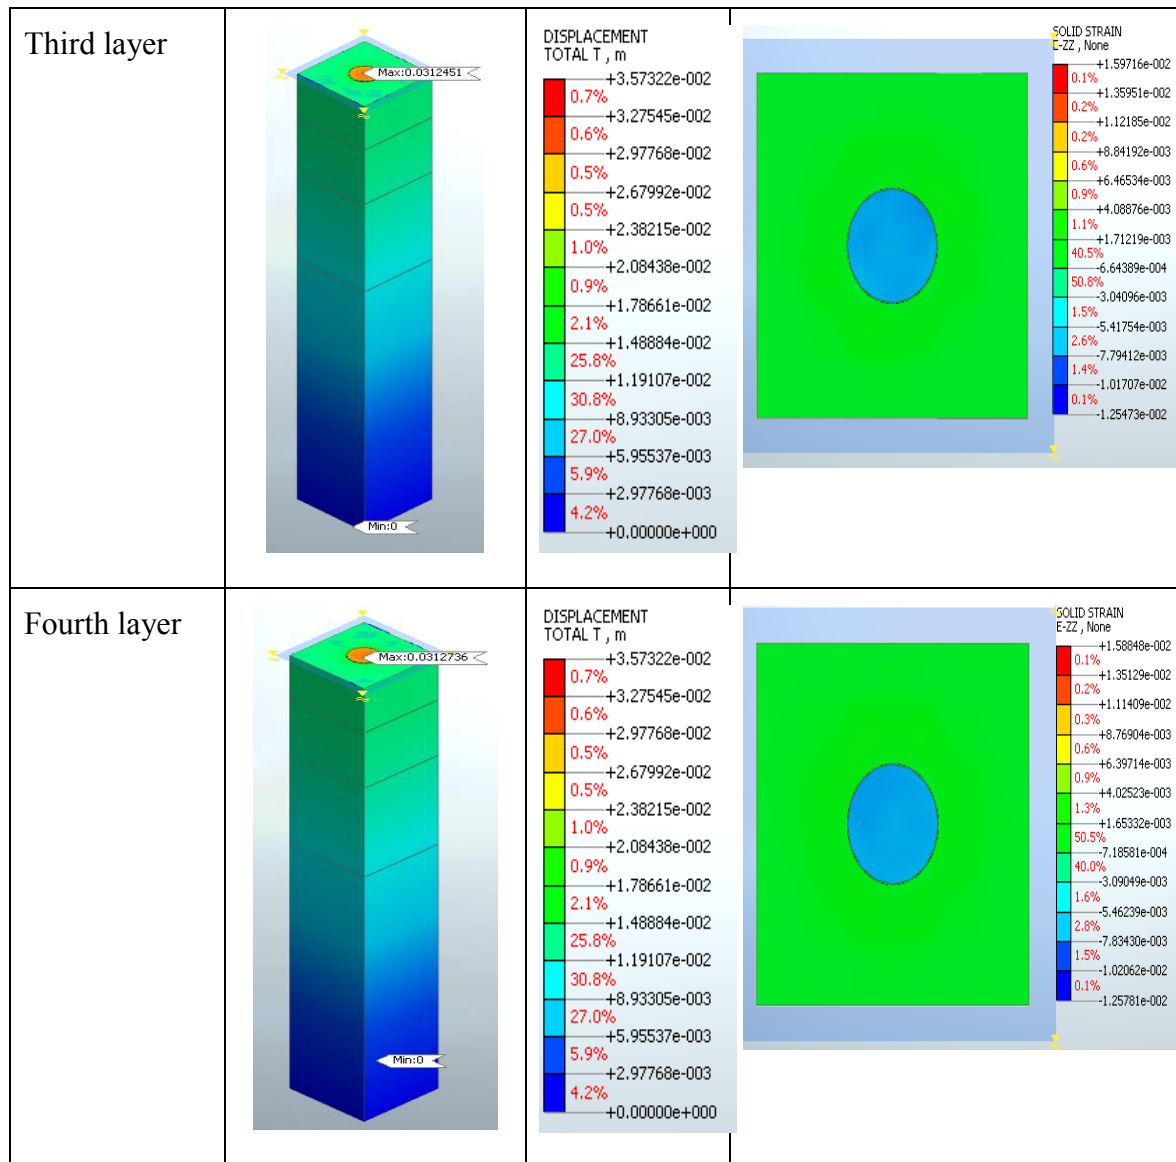 Third layer
Max:0.0312451
Min:0
DISPLACEMENT
TOTAL T , m
+3.57322e-002
0.7%
+3.27545e-002
0.6%
+2.97768e-002
0.5%
+2.67992e-002
0.5%
+2.38215e-002
1.0%
+2.08438e-002
0.9%
+1.78661e-002
2.1%
+1.48884e-002
25.8%
+1.19107e-002
30.8%
+8.93305e-003
27.0%
+5.95537e-003
5.9%
+2.97768e-003
4.2%
+0.00000e+000
SOLID STRAIN
E-ZZ , None
+1.59716e-002
0.1%
+1.35951e-002
0.2%
+1.12185e-002
0.2%
+8.84192e-003
0.6%
+6.46534e-003
0.9%
+4.08876e-003
1.1%
+1.71219e-003
40.5%
-6.64389e-004
50.8%
-3.04096e-003
1.5%
-5.41754e-003
2.6%
-7.79412e-003
1.4%
-1.01707e-002
0.1%
-1.25473e-002
Fourth layer
Max:0.0312736
Min:0
DISPLACEMENT
TOTAL T , m
+3.57322e-002
0.7%
+3.27545e-002
0.6%
+2.97768e-002
0.5%
+2.67992e-002
0.5%
+2.38215e-002
1.0%
+2.08438e-002
0.9%
+1.78661e-002
2.1%
+1.48884e-002
25.8%
+1.19107e-002
30.8%
+8.93305e-003
27.0%
+5.95537e-003
5.9%
+2.97768e-003
4.2%
+0.00000e+000
SOLID STRAIN
E-ZZ , None
+1.58848e-002
0.1%
+1.35129e-002
0.2%
+1.11409e-002
0.3%
+8.76904e-003
0.6%
+6.39714e-003
0.9%
+4.02523e-003
1.3%
+1.65332e-003
50.5%
-7.18581e-004
40.0%
-3.09049e-003
1.6%
-5.46239e-003
2.8%
-7.83430e-003
1.5%
-1.02062e-002
0.1%
-1.25781e-002